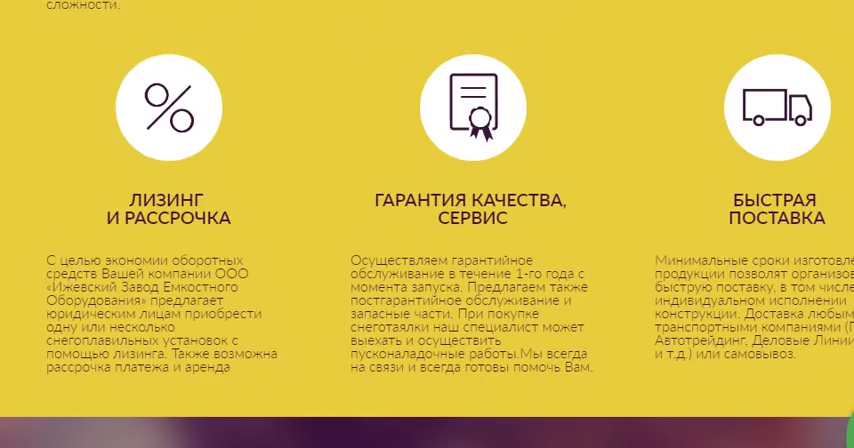 сложности.
ЛИЗИНГ
И РАССРОЧКА
С целью экономии оборотных
средств Вашей компании ООО
«Ижевский Завод Емкостного
Оборудования» предлагает
юридическим лицам приобрести
одну или несколько
снегоплавильных установок с
помощью лизинга. Также возможна
рассрочка платежа и аренда
ГАРАНТИЯ КАЧЕСТВА,
СЕРВИС
Осуществляем гарантийное
обслуживание в течение 1-го года с
момента запуска. Предлагаем также
постгарантийное обслуживание и
запасные части. При покупке
снеготаялки наш специалист может
выехать и осуществить
пусконаладочные работы.Мы всегда
на связи и всегда готовы помочь Вам.
БЫСТРАЯ
ПОСТАВКА
Минимальные сроки
продукции позволят
быструю поставку, в том числе
индивидуальном исполнении
конструкции. Доставка
транспортными компаниями
Автотрейдинг, Деловые
и т.д.) или самовывоз.